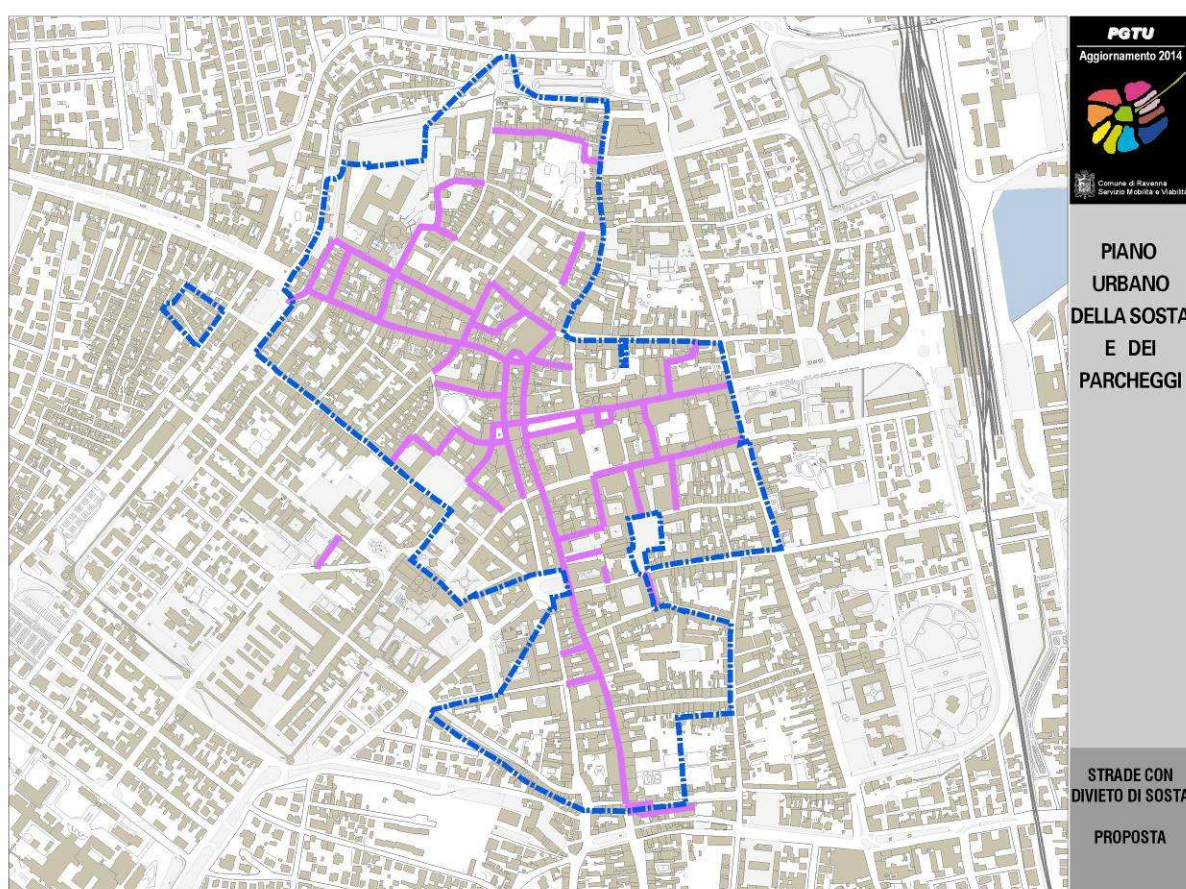 PGTU
Aggiornamento 2014
Comune di Ravenna
Servizio Mobilità e Viabilità
PIANO
URBANO
DELLA SOSTA
E DEI
PARCHEGGI
STRADE CON
DIVIETO DI SOSTA
PROPOSTA